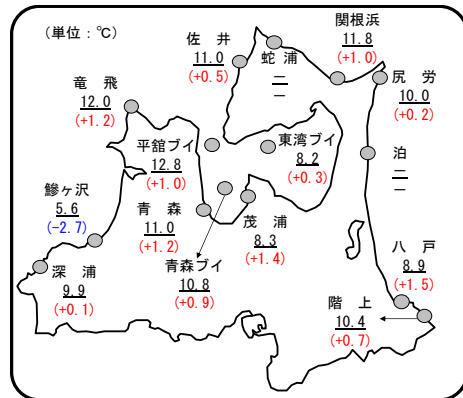 (単位：℃)
関根浜
11.8
(+1.0)
佐　井
11.0
(+0.5)
蛇　浦
二
一
尻　労
10.0
(+0.2)
竜　飛
12.0
(+1.2)
平舘ブイ
12.8
(+1.0)
東湾ブイ
8.2
(+0.3)
泊
二
一
鰺ヶ沢
5.6
(-2.7)
青　森
11.0
(+1.2)
茂　浦
8.3
(+1.4)
八　戸
8.9
(+1.5)
深　浦
9.9
(+0.1)
青森ブイ
10.8
(+0.9)
階　上
10.4
(+0.7)